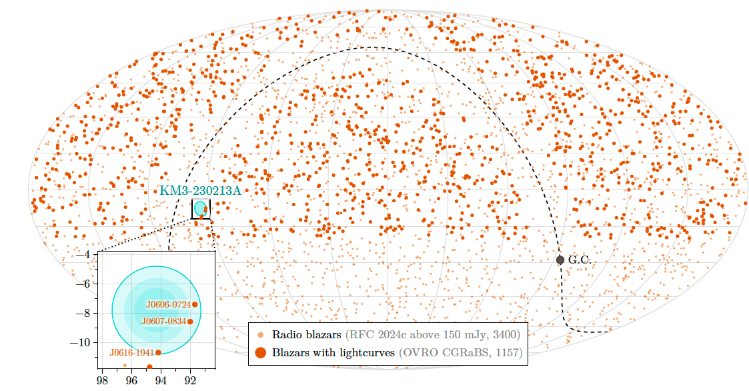 KM3-230213A
G.C.
−4
−6
−8
−10
J0606-0724
J0607-0834
J0616-1041
98 96 94 92
Radio blazars (RFC 2024c above 150 mJy, 3400)
Blazars with lightcurves (OVRO CGRaBS, 1157)